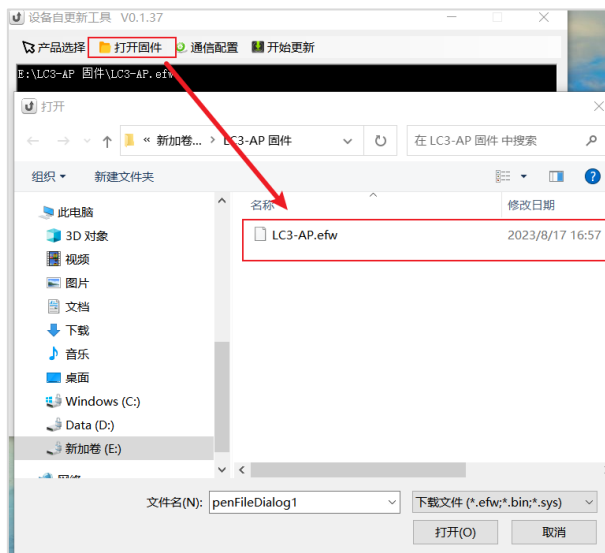 设备自更新工具 V0.1.37
产品选择 打开固件 通信配置 开始更新
E:\LC3-AP 固件\LC3-AP.efw
打开
« 新加卷... › LC3-AP 固件
在 LC3-AP 固件 中搜索
组织 新建文件夹
名称 修改日期
此电脑
3D 对象
LC3-AP.efw 2023/8/17 16:57
视频
图片
文档
下载
音乐
桌面
Windows (C:)
Data (D:)
新加卷 (E:)
文件名(N): penFileDialog1 下载文件 (*.efw;*.bin;*.sys)
打开(O) 取消